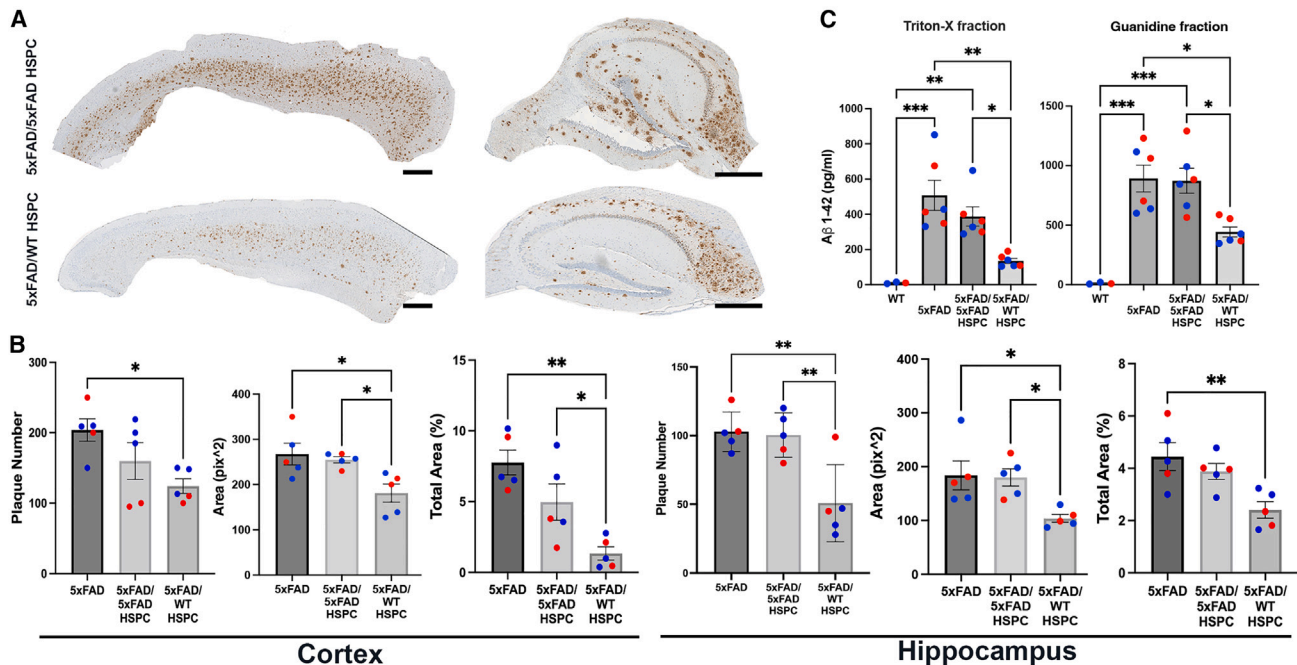 A
5xFAD/5xFAD HSPC
5xFAD/WT HSPC
B
Plaque Number
300
200
100
0
*
5xFAD
5xFAD/
5xFAD
HSPC
5xFAD/
WT
HSPC
Area (pix^2)
400
300
200
100
0
*
*
5xFAD
5xFAD/
5xFAD
HSPC
5xFAD/
WT
HSPC
Total Area (%)
15
10
5
0
**
*
5xFAD
5xFAD/
5xFAD
HSPC
5xFAD/
WT
HSPC
Cortex
Plaque Number
150
100
50
0
**
**
5xFAD
5xFAD/
5xFAD
HSPC
5xFAD/
WT
HSPC
Area (pix^2)
400
300
200
100
0
*
*
5xFAD
5xFAD/
5xFAD
HSPC
5xFAD/
WT
HSPC
Total Area (%)
8
6
4
2
0
**
5xFAD
5xFAD/
5xFAD
HSPC
5xFAD/
WT
HSPC
Hippocampus
C
Triton-X fraction
Aβ 1-42 (pg/ml)
1000
800
600
400
200
0
**
**
***
*
WT
5xFAD
5xFAD/
5xFAD
HSPC
5xFAD/
WT
HSPC
Guanidine fraction
1500
1000
500
0
*
***
***
*
WT
5xFAD
5xFAD/
5xFAD
HSPC
5xFAD/
WT
HSPC